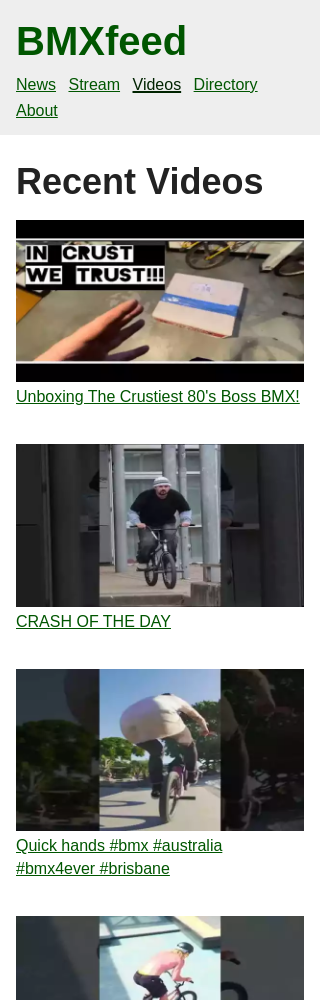 BMXfeed
News Stream Videos Directory
About
Recent Videos
IN CRUST
WE TRUST!!!
Unboxing The Crustiest 80's Boss BMX!
CRASH OF THE DAY
Quick hands #bmx #australia
#bmx4ever #brisbane